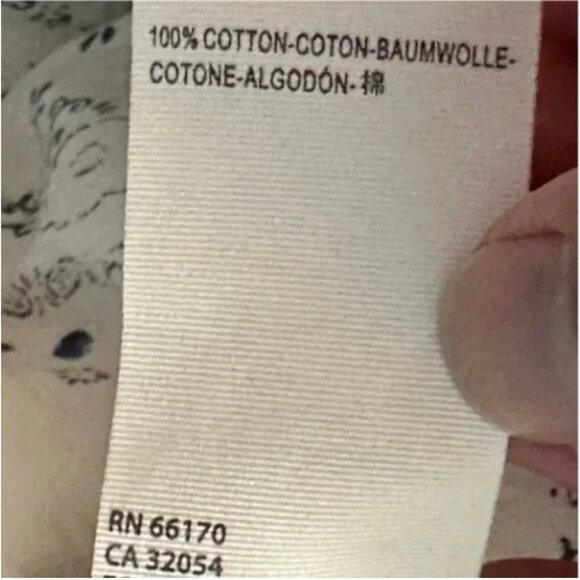 100% COTTON-COTON-BAUMWOLLE-
COTONE-ALGODÓN-棉
RN 66170
CA 32054